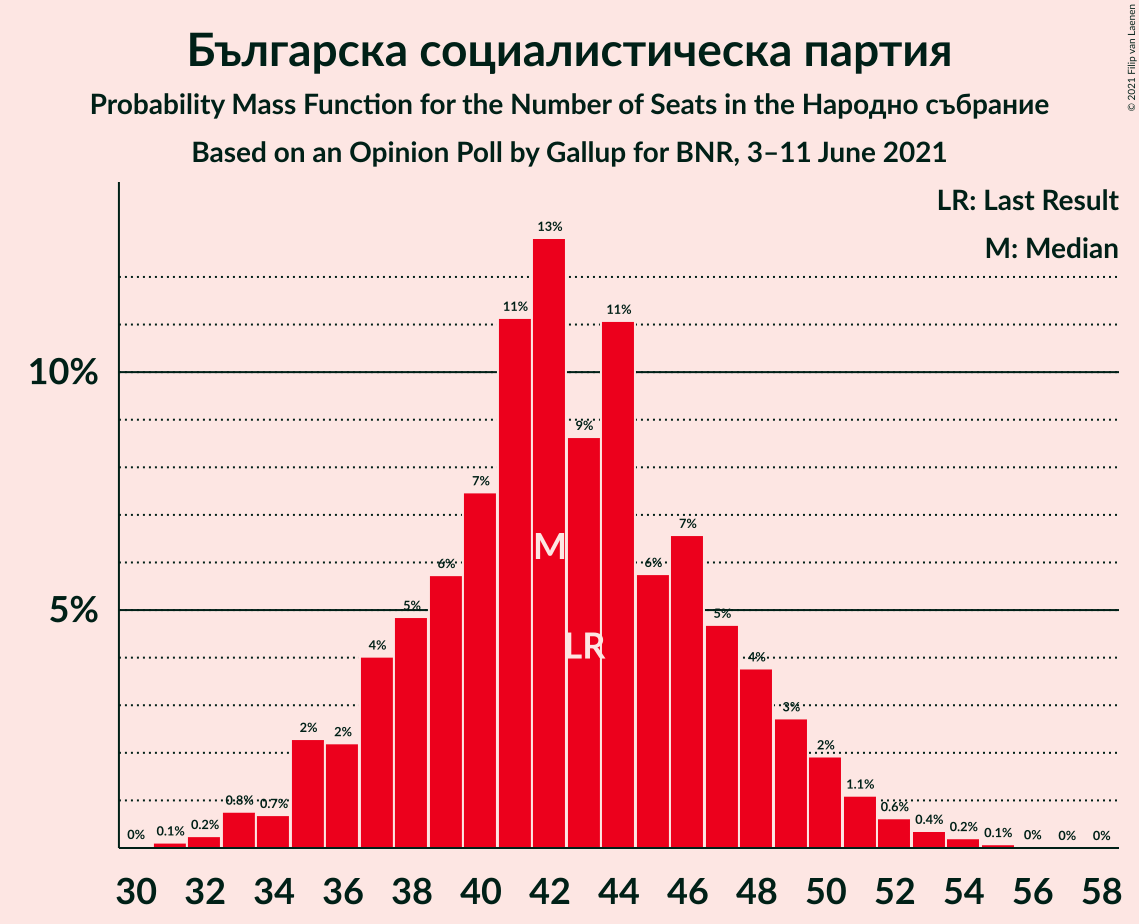 Българска социалистическа партия
Probability Mass Function for the Number of Seats in the Народно събрание
Based on an Opinion Poll by Gallup for BNR, 3–11 June 2021
© 2021 Filip van Laenen
LR: Last Result
M: Median
10%
5%
0% 0.1% 0.2% 0.8% 0.7% 2% 2% 4% 5% 6% 7% 11% 13% 9% 11% 6% 7% 5% 4% 3% 2% 1.1% 0.6% 0.4% 0.2% 0.1% 0% 0% 0%
M
LR
30 32 34 36 38 40 42 44 46 48 50 52 54 56 58